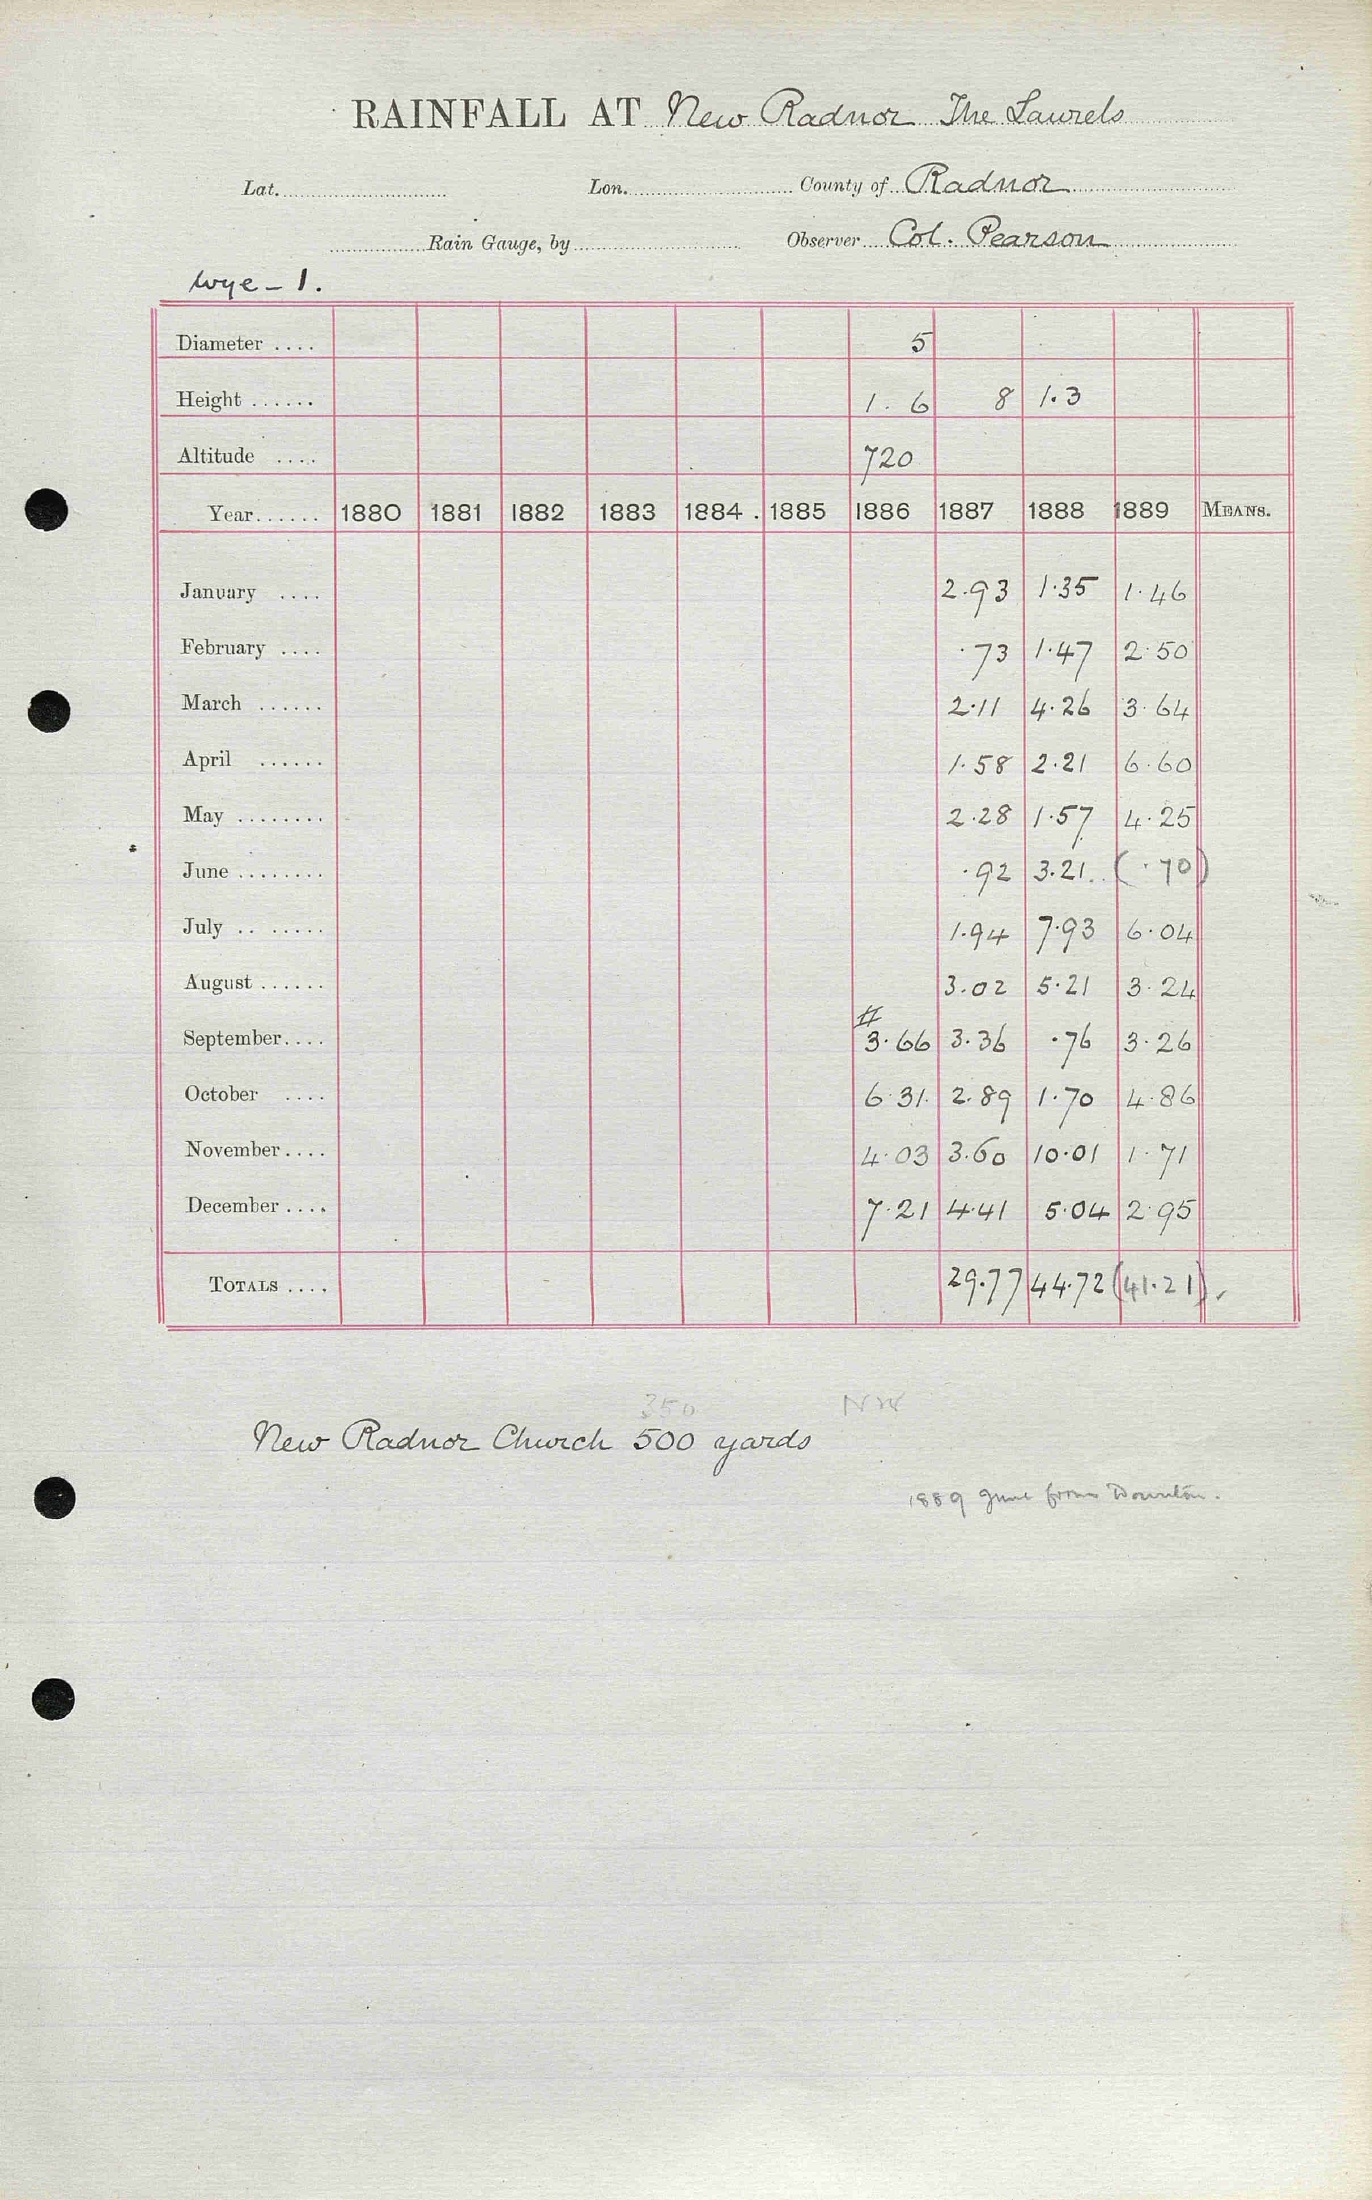 RAINFALL AT New Radnor The Laurels
Lat. Lon. County of Radnor
Rain Gauge, by Observer Col. Pearson
Wye - 1.
Diameter .... 5
Height ...... 1. 6 8 1.3
Altitude .... 720
Year...... 1880 1881 1882 1883 1884. 1885 1886 1887 1888 1889 MEANS.
January .... 2.93 1.35 1.46
February .... .73 1.47 2.50
March ...... 2.11 4.26 3.64
April ...... 1.58 2.21 6.60
May ........ 2.28 1.57 4.25
June ........ .92 3.21 (.70)
July .. ..... 1.94 7.93 6.04
August ...... 3.02 5.21 3.24
#
September.... 3.66 3.36 .76 3.26
October .... 6.31 2.89 1.70 4.86
November.... 4.03 3.60 10.01 1.71
December .... 7.21 4.41 5.04 2.95
TOTALS .... 29.77 44.72 (41.21).
350 NW
New Radnor Church 500 yards
1889 June from Downton.